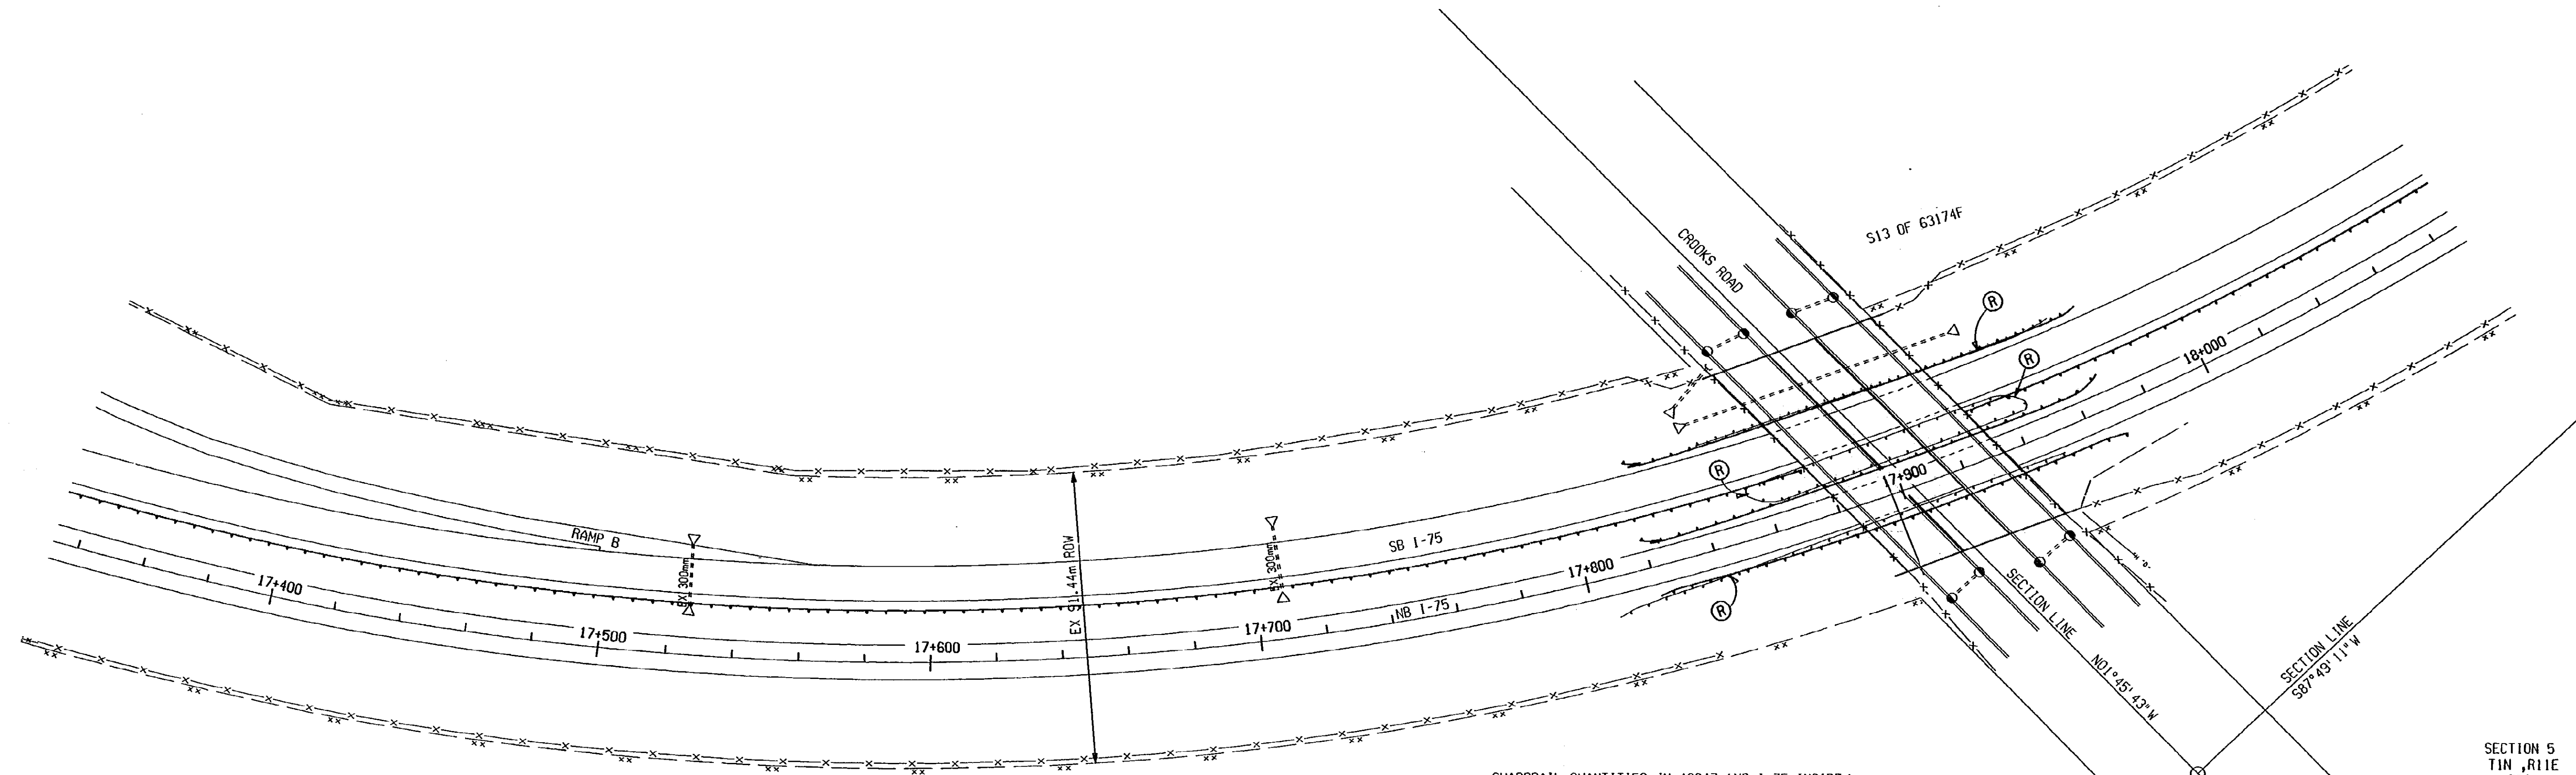 S13 OF 63174F
CROOKS ROAD
R
R
18+000
R
17+900
SB I-75
RAMP B
EX 300mm
EX 91.44m ROW
EX 300mm
17+400
17+500
17+600
17+700
NB I-75
17+800
R
SECTION LINE
N01°45'43"W
SECTION LINE
S87°49'11"W
SECTION 5
T1N ,R11E